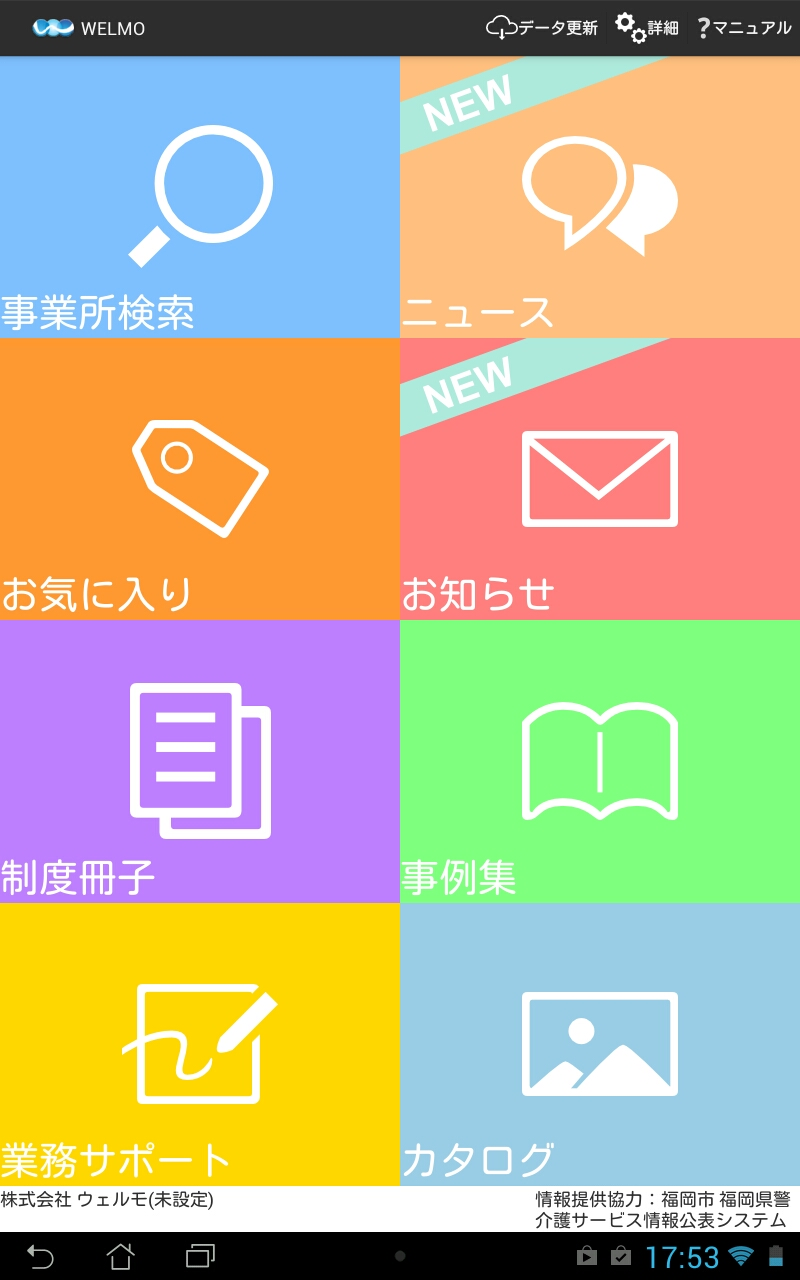 WELMO
データ更新
詳細
?マニュアル
NEW
事業所検索
ニュース
NEW
お気に入り
お知らせ
制度冊子
事例集
業務サポート
カタログ
株式会社 ウェルモ(未設定)
情報提供協力：福岡市 福岡県警
介護サービス情報公表システム
17:53